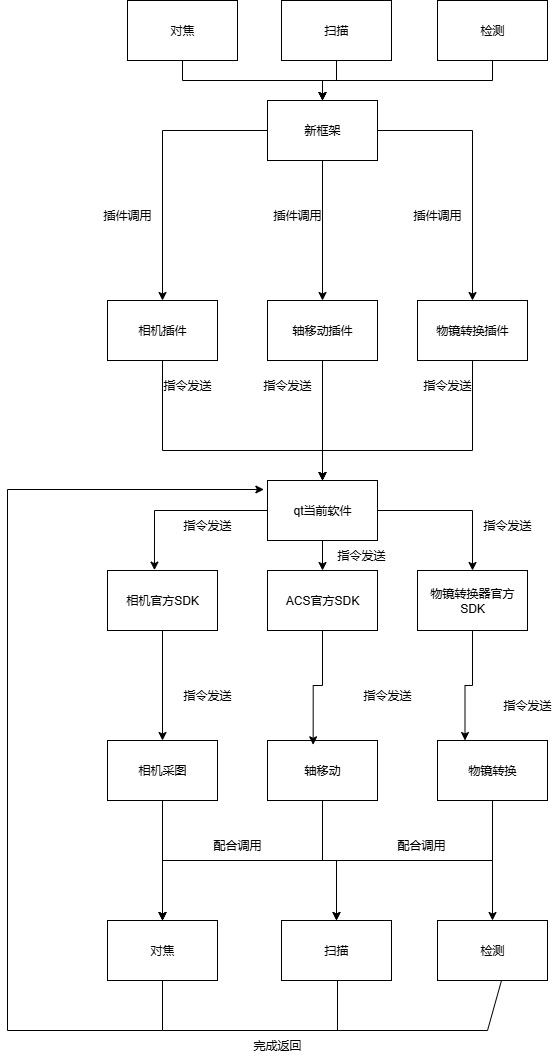 对焦
扫描
检测
新框架
插件调用
插件调用
插件调用
相机插件
轴移动插件
物镜转换插件
指令发送
指令发送
指令发送
qt当前软件
指令发送
指令发送
指令发送
相机官方SDK
ACS官方SDK
物镜转换器官方
SDK
指令发送
指令发送
指令发送
相机采图
轴移动
物镜转换
配合调用
配合调用
对焦
扫描
检测
完成返回